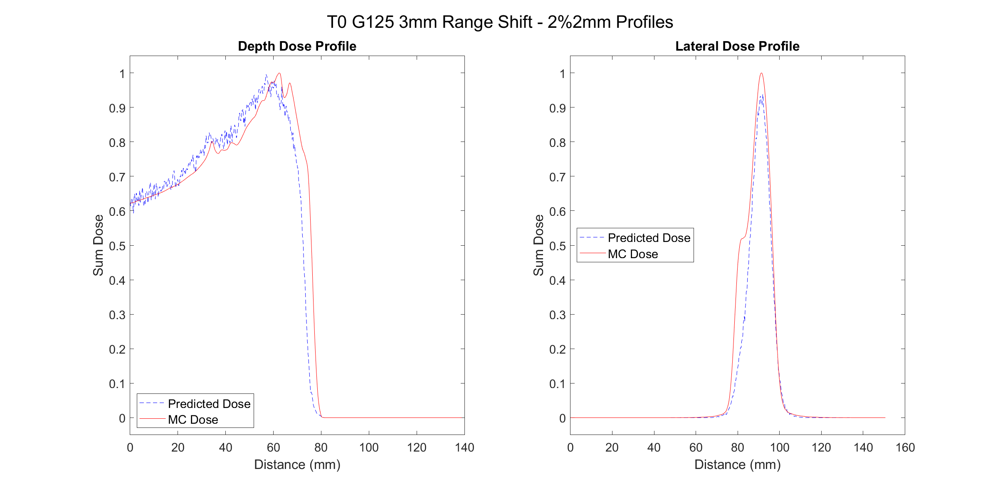 T0 G125 3mm Range Shift - 2%2mm Profiles
Depth Dose Profile
1
0.9
0.8
0.7
0.6
0.5
0.4
0.3
0.2
0.1
0
Sum Dose
Predicted Dose
MC Dose
0 20 40 60 80 100 120 140
Distance (mm)
Lateral Dose Profile
1
0.9
0.8
0.7
0.6
0.5
0.4
0.3
0.2
0.1
0
Sum Dose
Predicted Dose
MC Dose
0 20 40 60 80 100 120 140 160
Distance (mm)